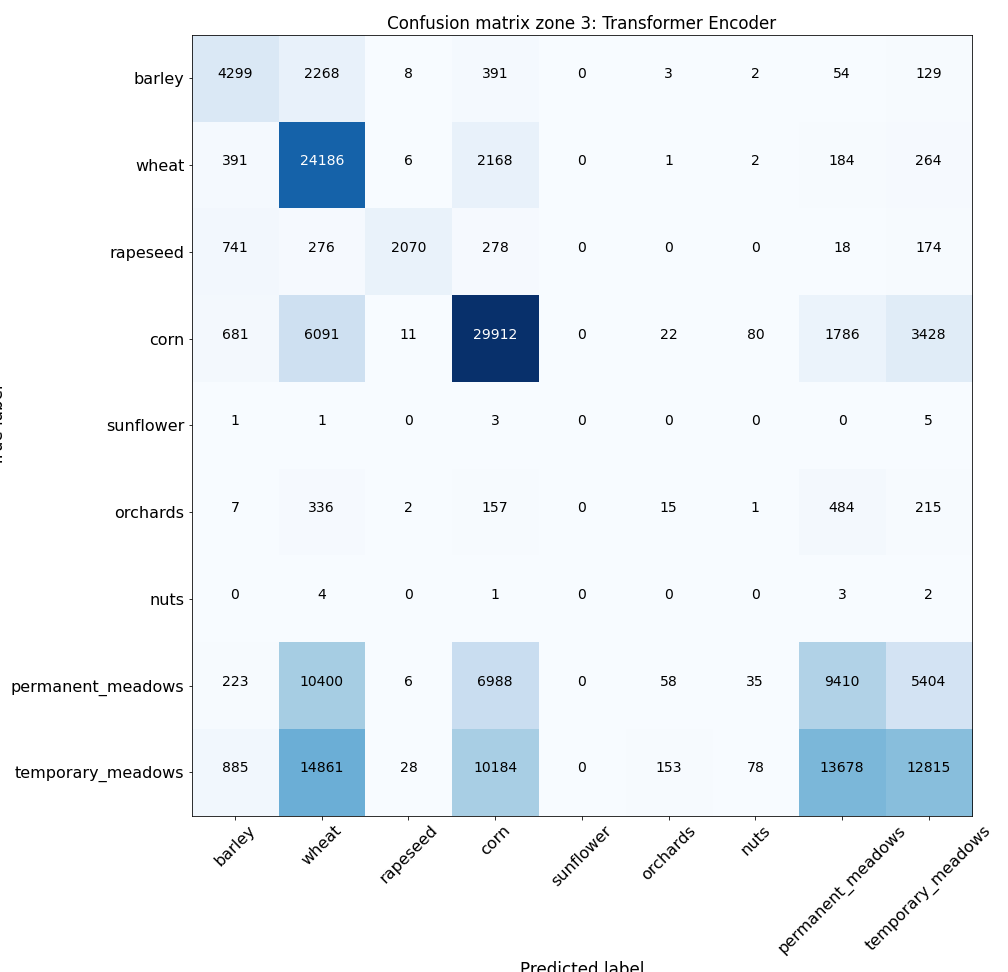 Confusion matrix zone 3: Transformer Encoder
barley 4299 2268 8 391 0 3 2 54 129
wheat 391 24186 6 2168 0 1 2 184 264
rapeseed 741 276 2070 278 0 0 0 18 174
corn 681 6091 11 29912 0 22 80 1786 3428
sunflower 1 1 0 3 0 0 0 0 5
orchards 7 336 2 157 0 15 1 484 215
nuts 0 4 0 1 0 0 0 3 2
permanent_meadows 223 10400 6 6988 0 58 35 9410 5404
temporary_meadows 885 14861 28 10184 0 153 78 13678 12815
barley wheat rapeseed corn sunflower orchards nuts permanent_meadows temporary_meadows
Predicted label